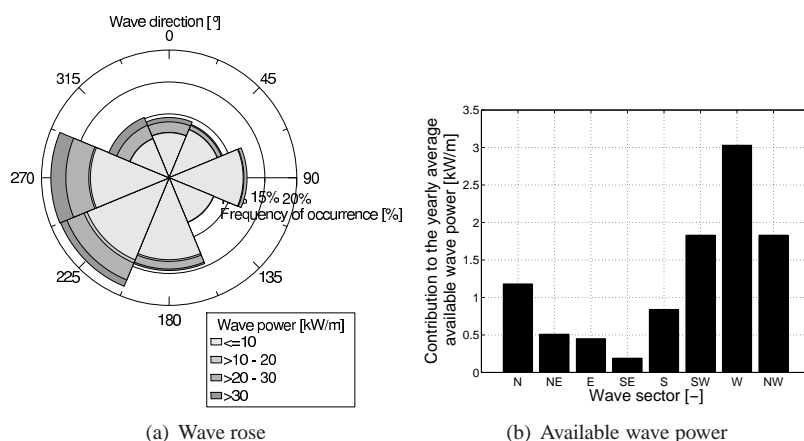 Wave direction [º]
0
315
45
270
90
15%
20%
Frequency of occurrence [%]
225
135
180
Wave power [kW/m]
<=10
>10 - 20
>20 - 30
>30
(a) Wave rose
Contribution to the yearly average
available wave power [kW/m]
3.5
3
2.5
2
1.5
1
0.5
0
N NE E SE S SW W NW
Wave sector [−]
(b) Available wave power